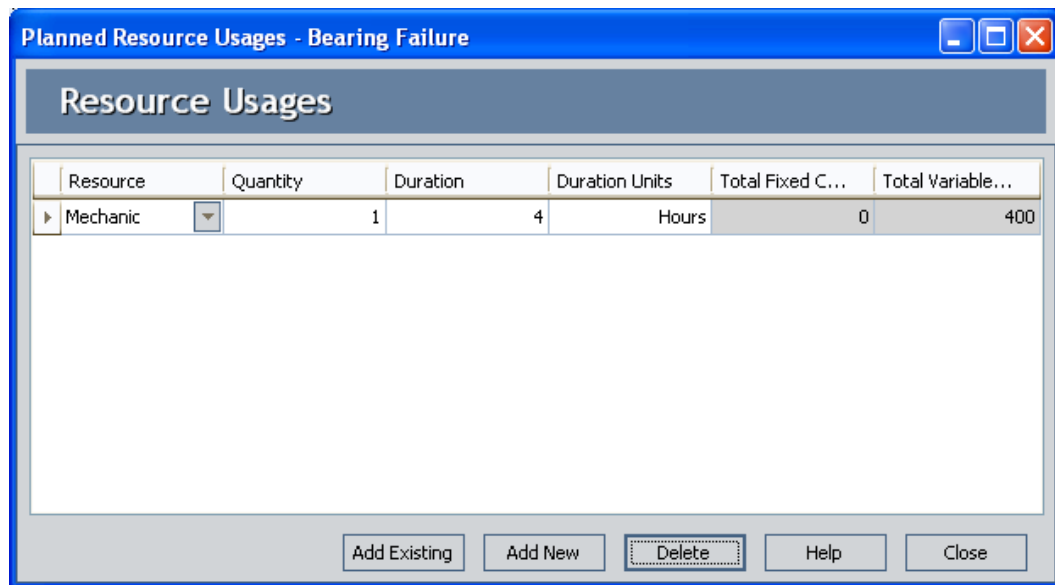 Planned Resource Usages - Bearing Failure
Resource Usages
Resource Quantity Duration Duration Units Total Fixed C... Total Variable...
Mechanic 1 4 Hours 0 400
Add Existing Add New Delete Help Close